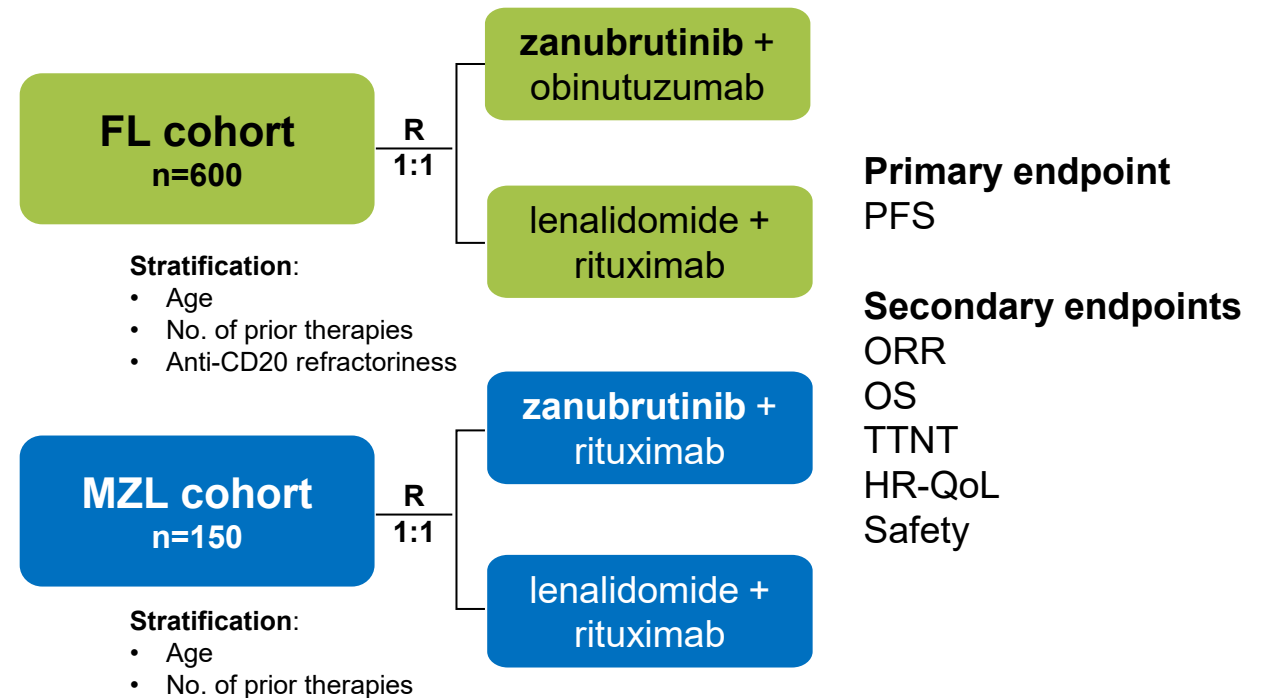 FL cohort
n=600
R
1:1
zanubrutinib +
obinutuzumab
lenalidomide +
rituximab
Stratification:
• Age
• No. of prior therapies
• Anti-CD20 refractoriness
MZL cohort
n=150
R
1:1
zanubrutinib +
rituximab
lenalidomide +
rituximab
Stratification:
• Age
• No. of prior therapies
Primary endpoint
PFS
Secondary endpoints
ORR
OS
TTNT
HR-QoL
Safety